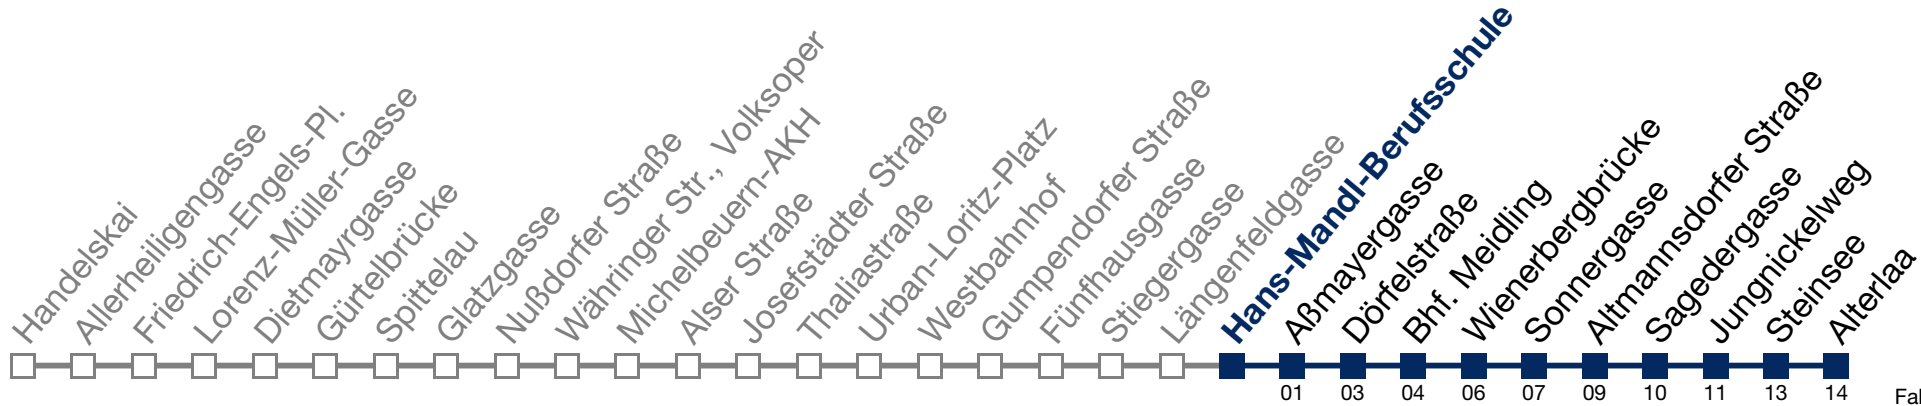 Handelskai
Allerheiligengasse
Friedrich-Engels-Pl.
Lorenz-Müller-Gasse
Dietmayrgasse
Gürtelbrücke
Spittelau
Glatzgasse
Nußdorfer Straße
Währinger Str., Volksoper
Michelbeuern-AKH
Alser Straße
Josefstädter Straße
Thaliastraße
Urban-Loritz-Platz
Westbahnhof
Gumpendorfer Straße
Fünfhausgasse
Stiegergasse
Längenfeldgasse
Hans-Mandl-Berufsschule
Aßmayergasse
Dörfelstraße
Bhf. Meidling
Wienerbergbrücke
Sonnergasse
Altmannsdorfer Straße
Sagedergasse
Jungnickelweg
Steinsee
Alterlaa
01 03 04 06 07 09 10 11 13 14